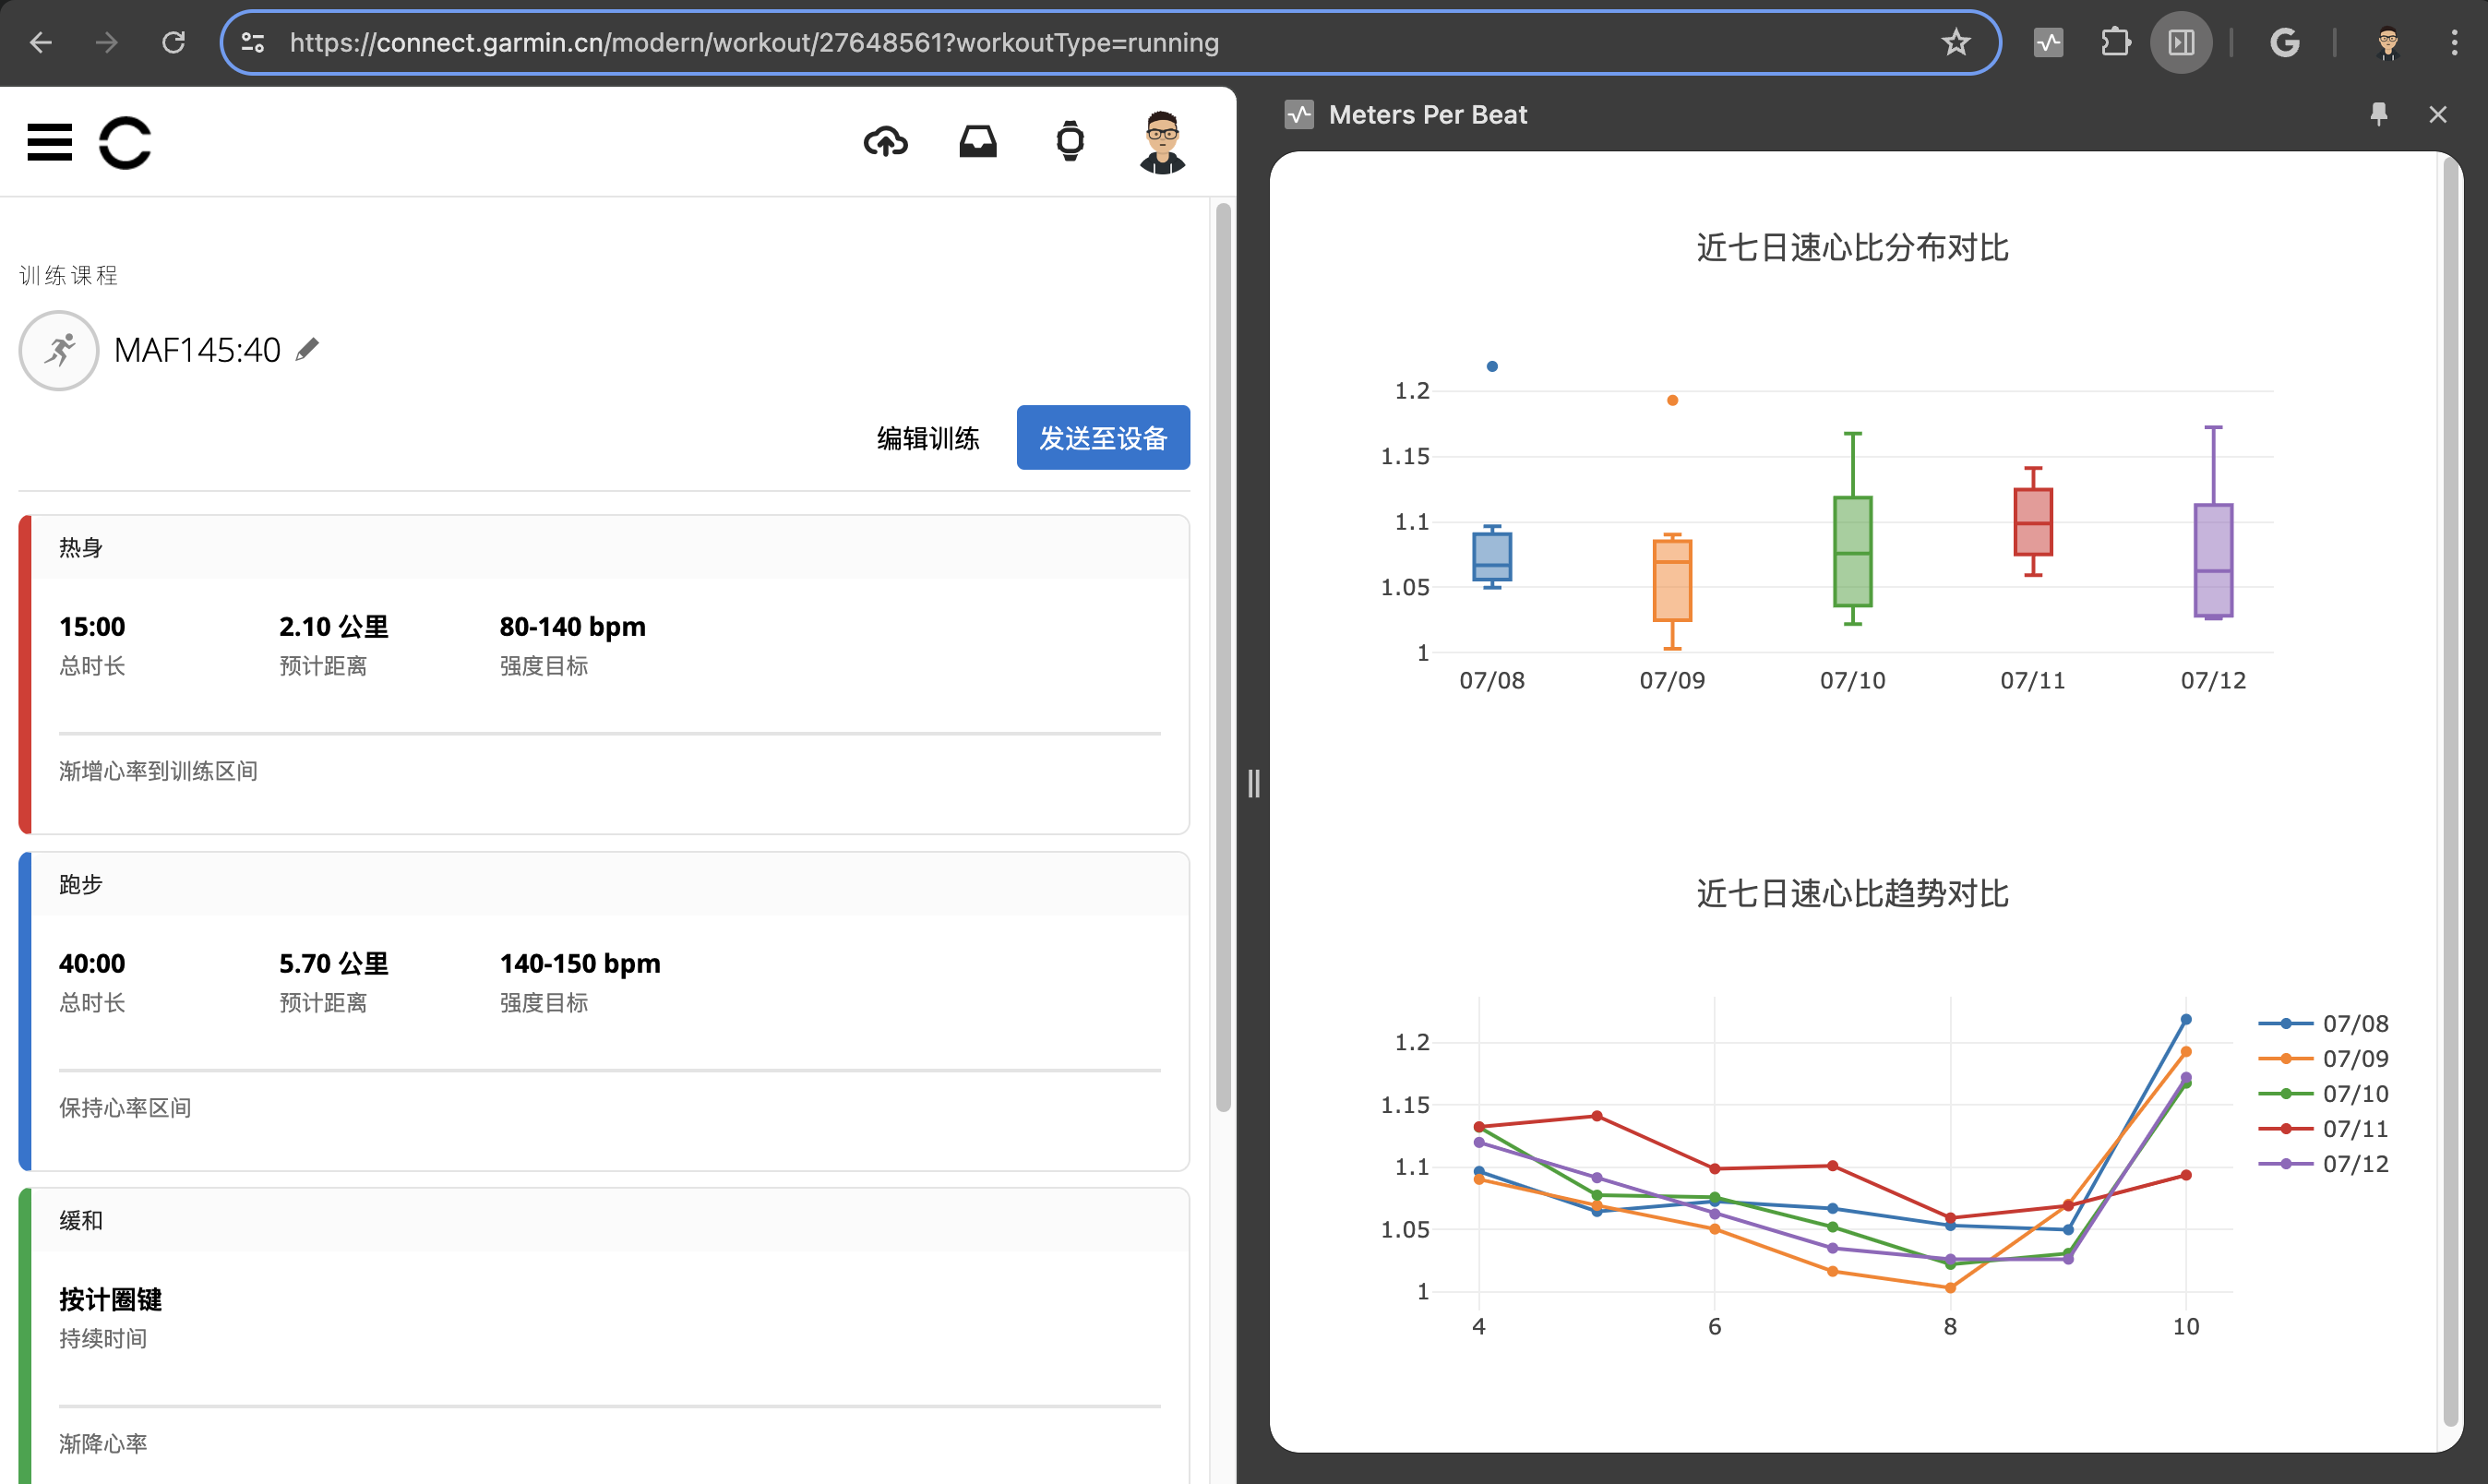 https://connect.garmin.cn/modern/workout/27648561?workoutType=running
训练课程
MAF145:40
编辑训练
发送至设备
热身
15:00
2.10 公里
80-140 bpm
总时长
预计距离
强度目标
渐增心率到训练区间
跑步
40:00
5.70 公里
140-150 bpm
总时长
预计距离
强度目标
保持心率区间
缓和
按计圈键
持续时间
渐降心率
Meters Per Beat
近七日速心比分布对比
1.2
1.15
1.1
1.05
1
07/08
07/09
07/10
07/11
07/12
近七日速心比趋势对比
1.2
1.15
1.1
1.05
1
4
6
8
10
07/08
07/09
07/10
07/11
07/12